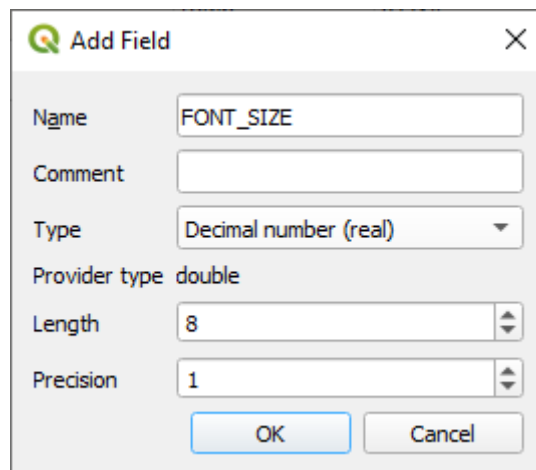 Add Field
Name FONT_SIZE
Comment
Type Decimal number (real)
Provider type double
Length 8
Precision 1
OK Cancel